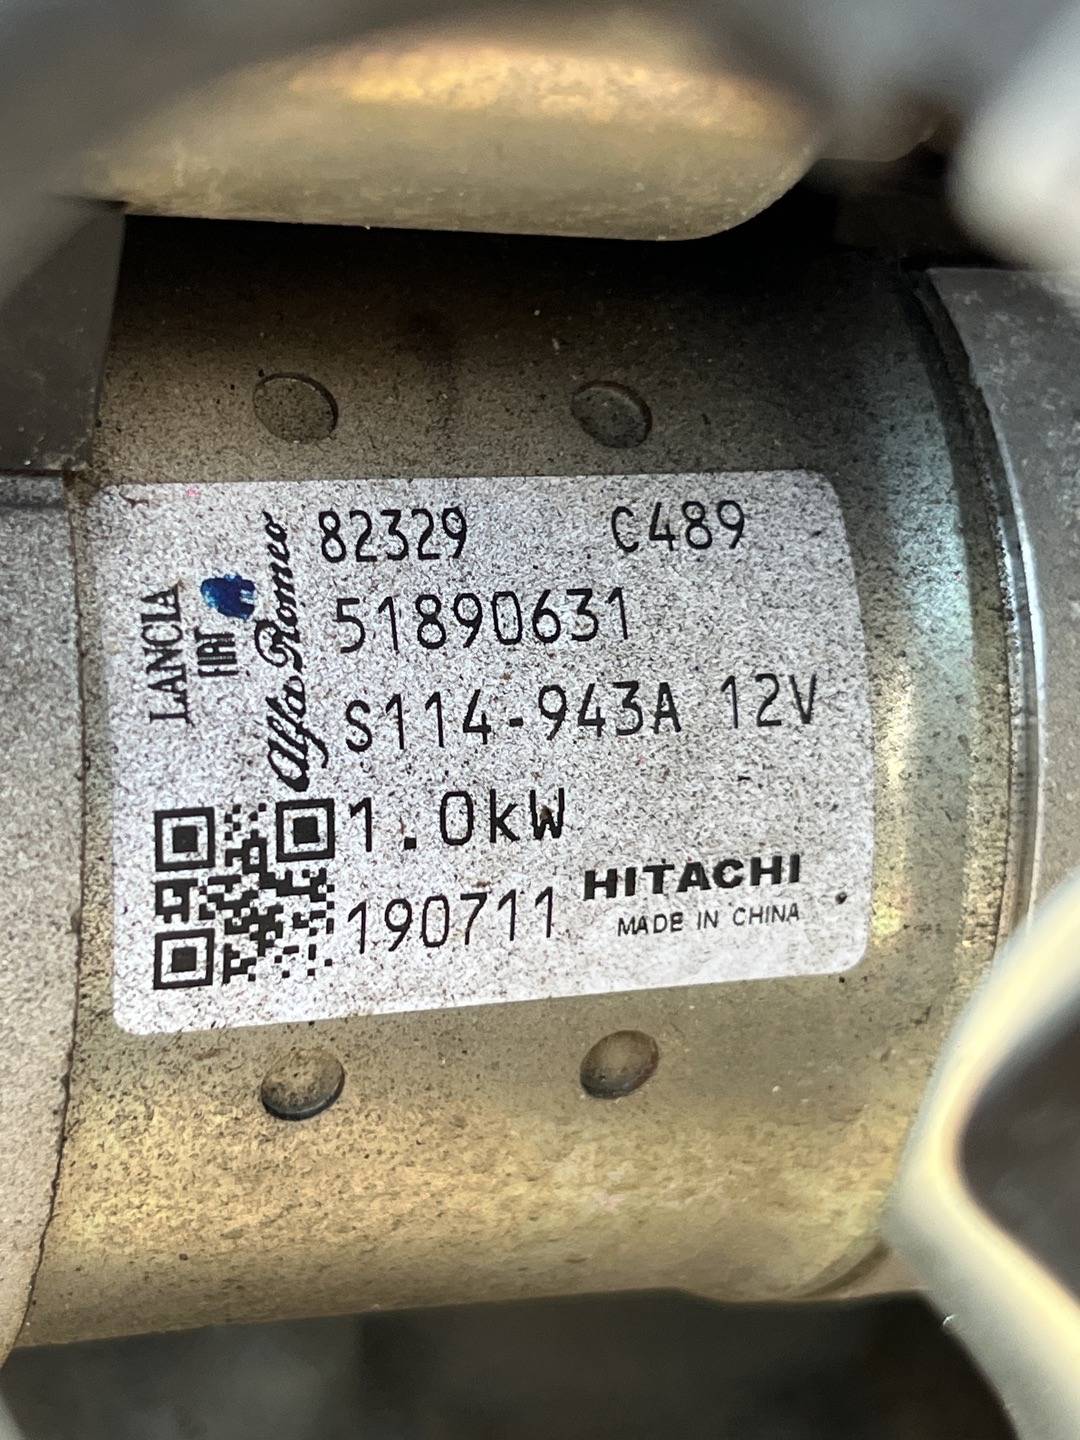 82329 C489
51890631
S114-943A 12V
1.0kW
190711 HITACHI
MADE IN CHINA
LANCIA
FIAT
Alfa Romeo